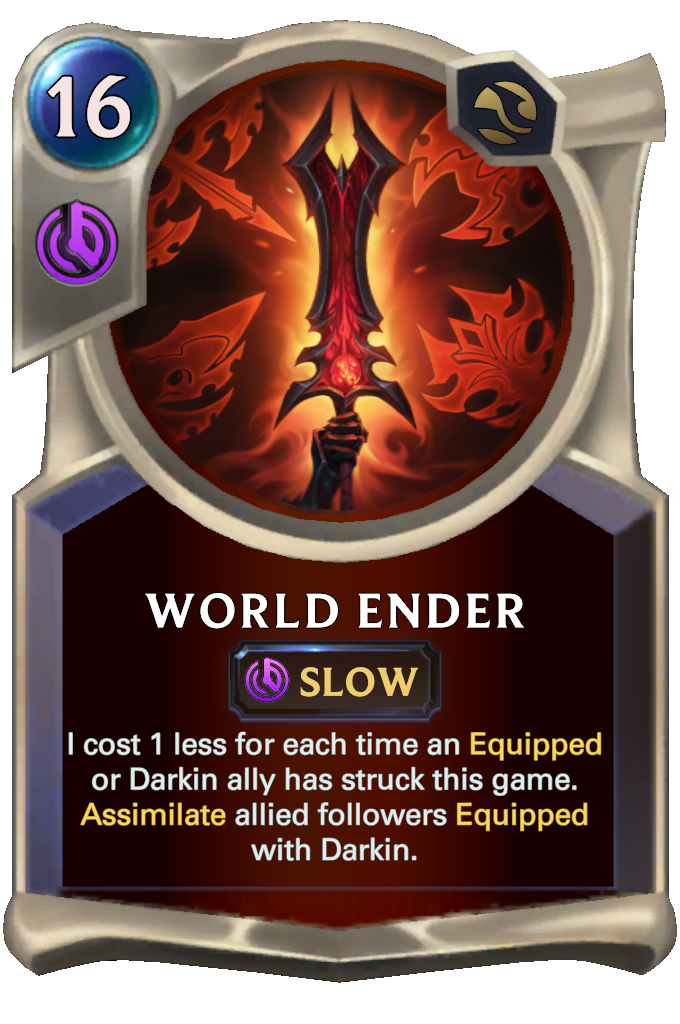 16
WORLD ENDER
SLOW
I cost 1 less for each time an Equipped
or Darkin ally has struck this game.
Assimilate allied followers Equipped
with Darkin.